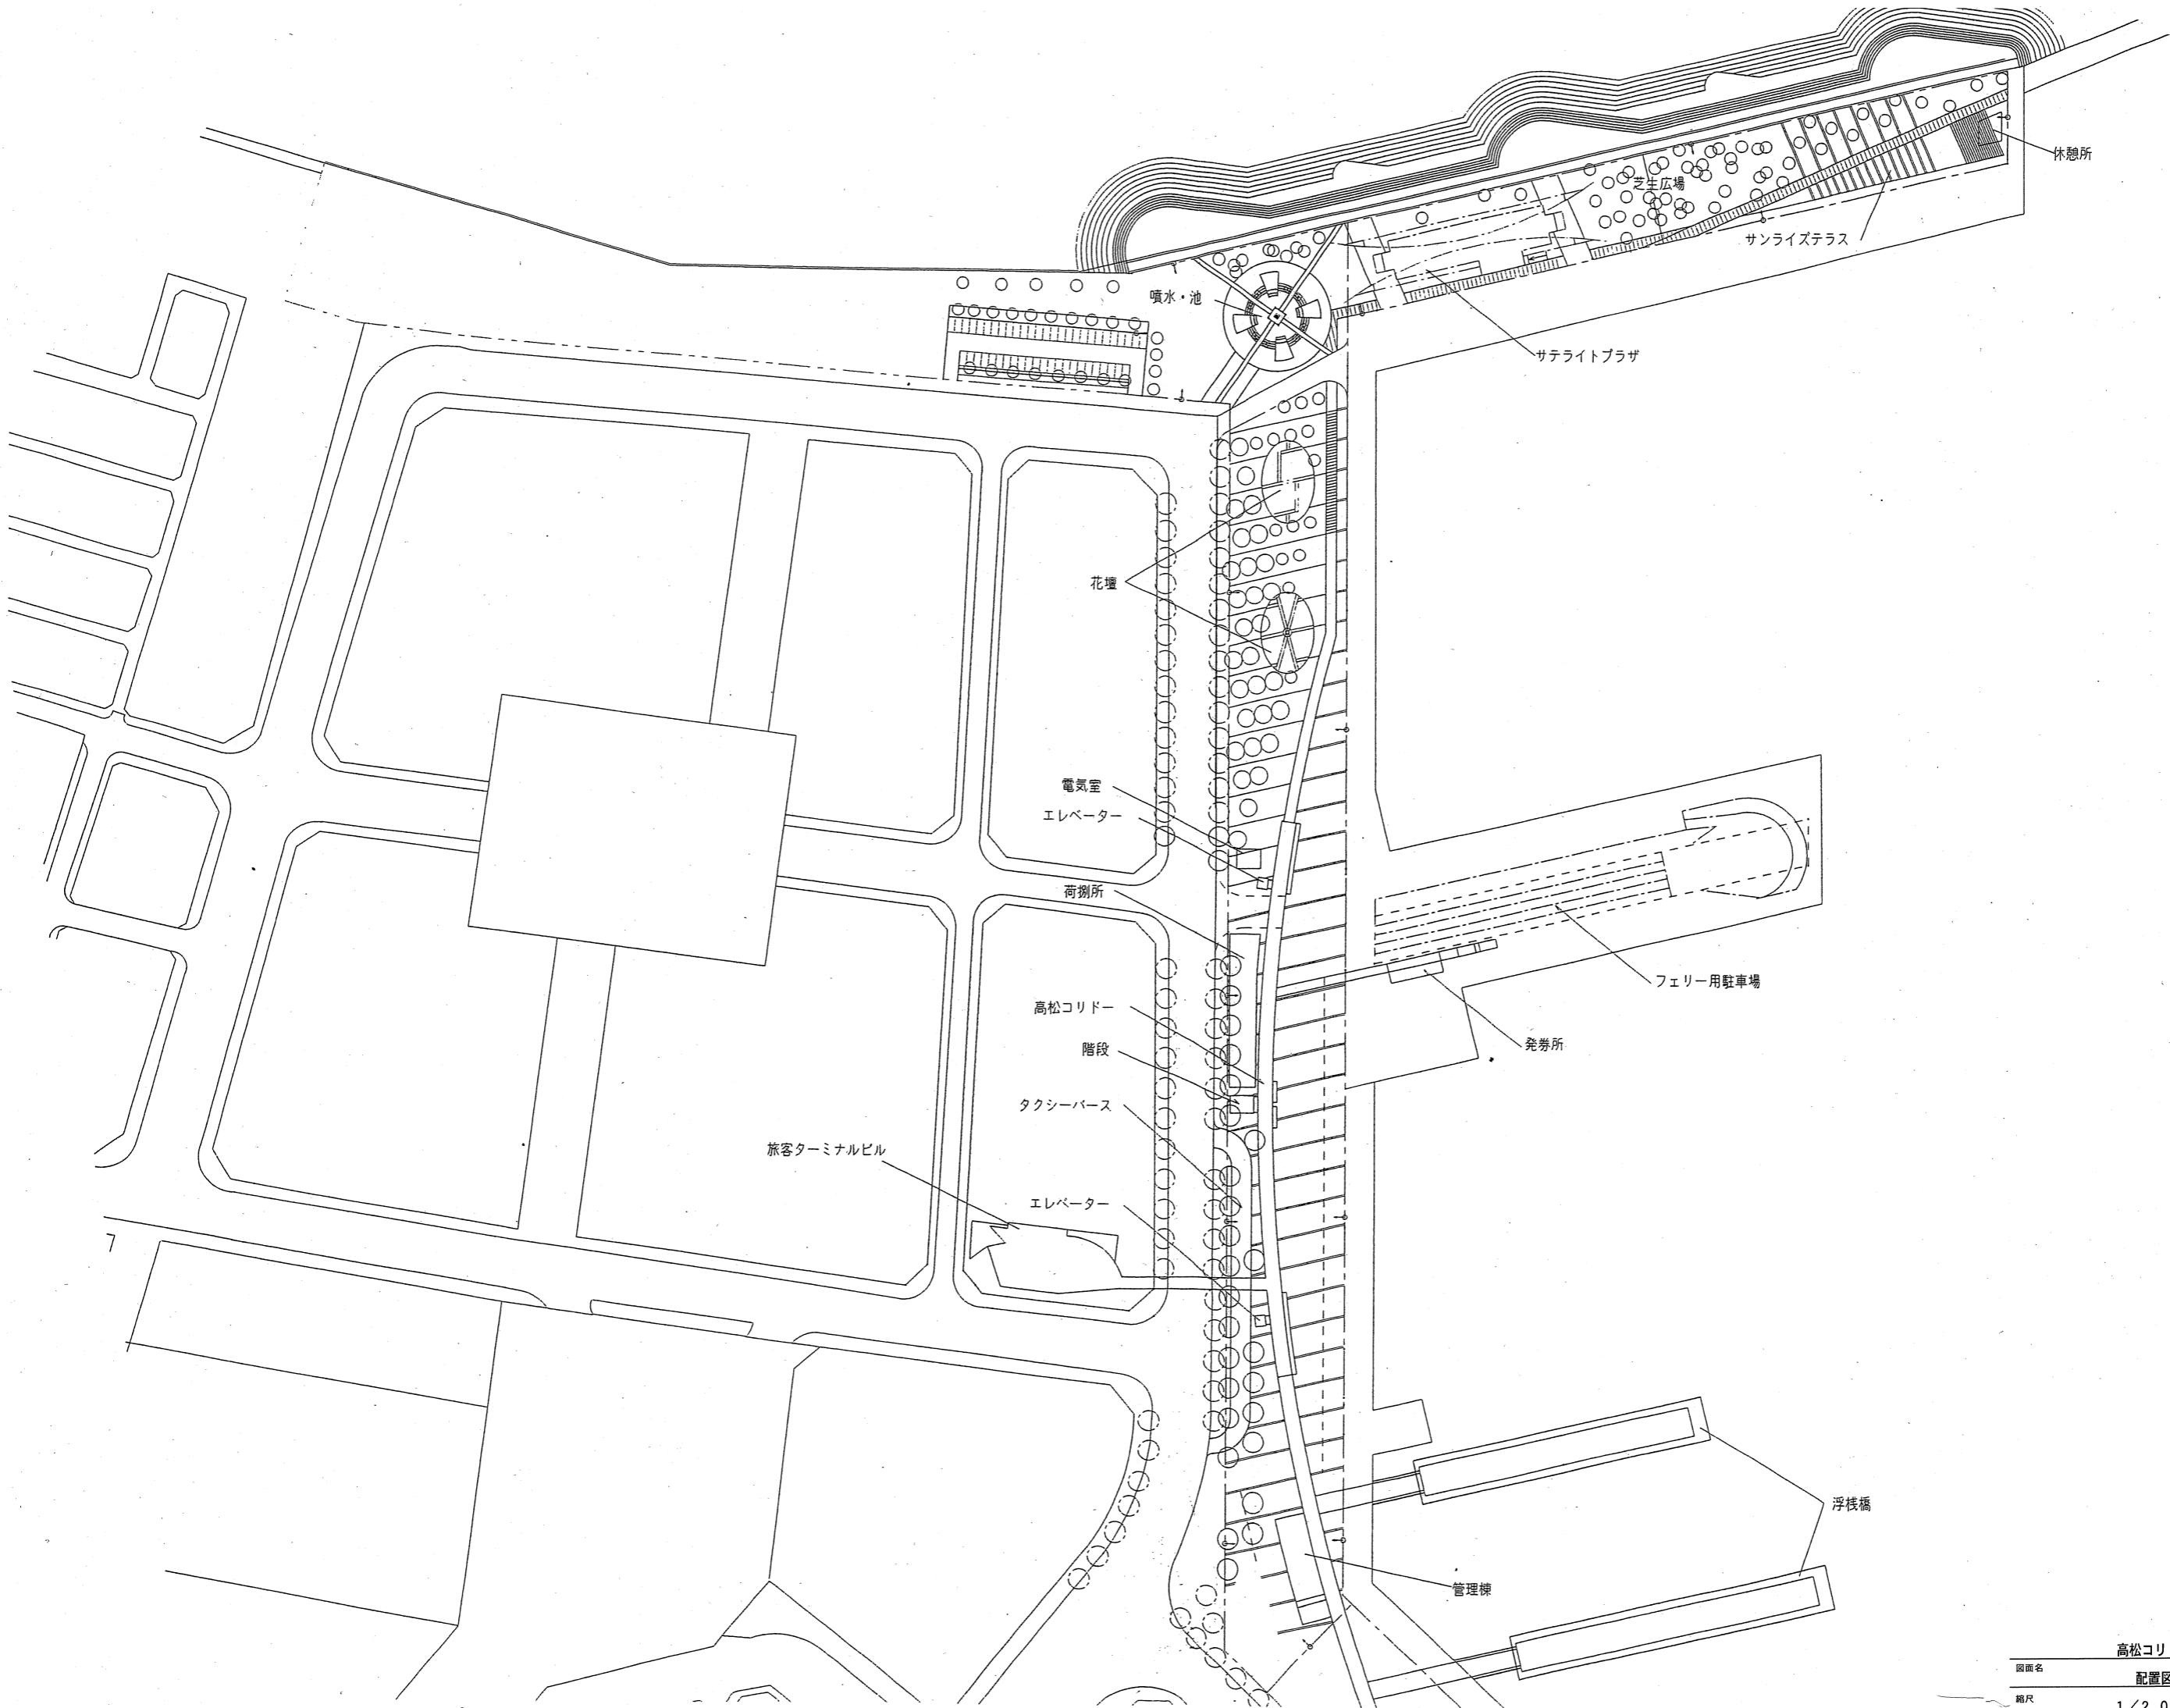 休憩所
芝生広場
サンライズテラス
噴水・池
サテライトプラザ
花壇
電気室
エレベーター
荷捌所
フェリー用駐車場
高松コリドー
発券所
階段
タクシーバース
旅客ターミナルビル
エレベーター
浮桟橋
管理棟
高松コリ
図面名
配置図
縮尺